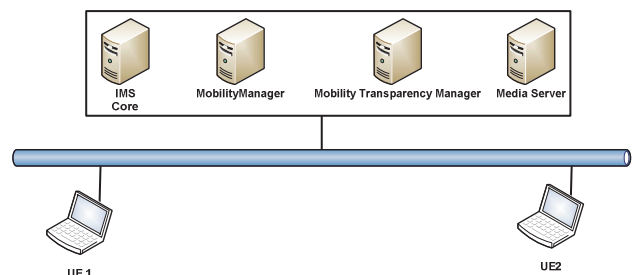 IMS
Core
MobilityManager
Mobility Transparency Manager
Media Server
UE 1
UE2